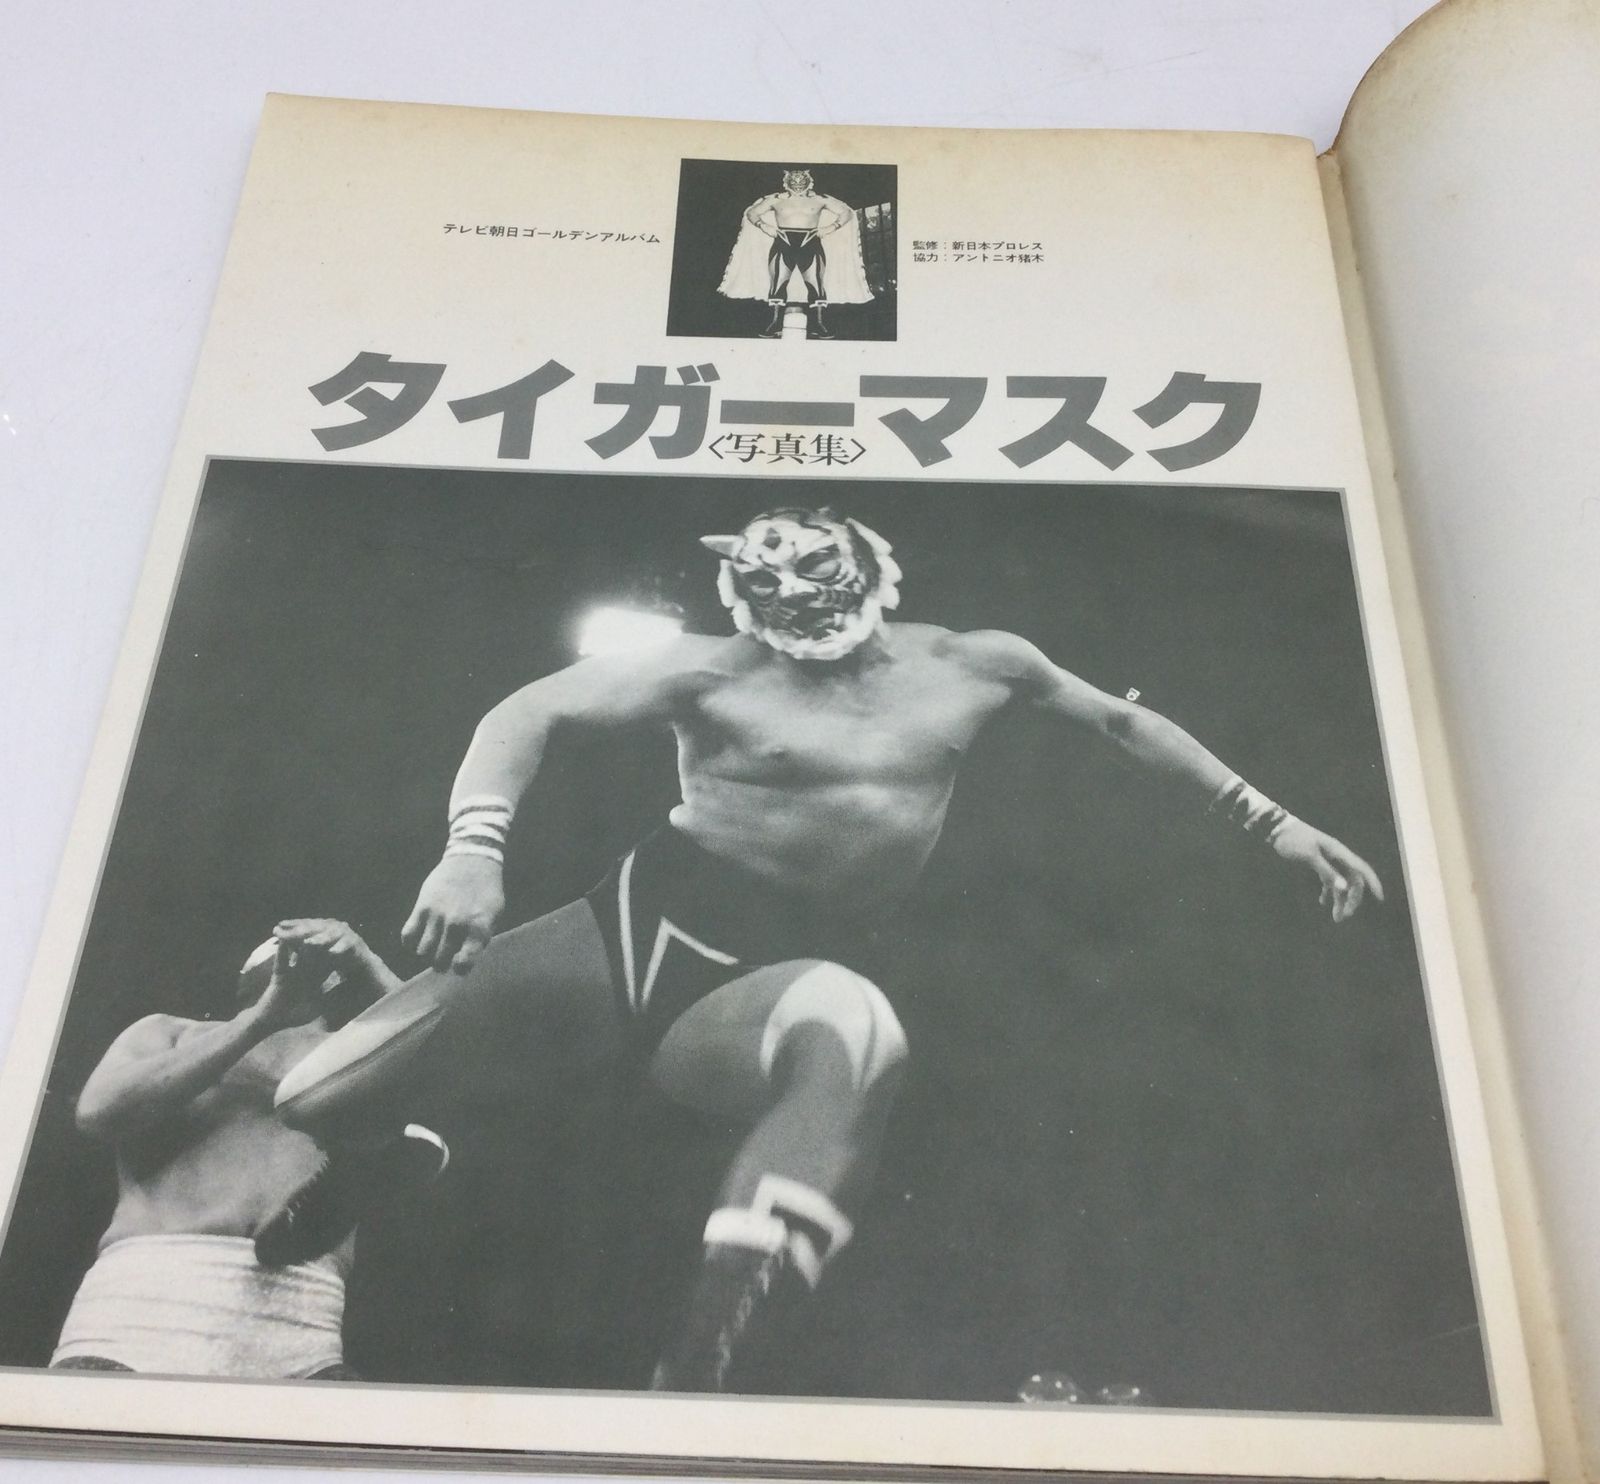 テレビ朝日ゴールデンアルバム
監修：新日本プロレス
協力：アントニオ猪木
タイガーマスク
〈写真集〉